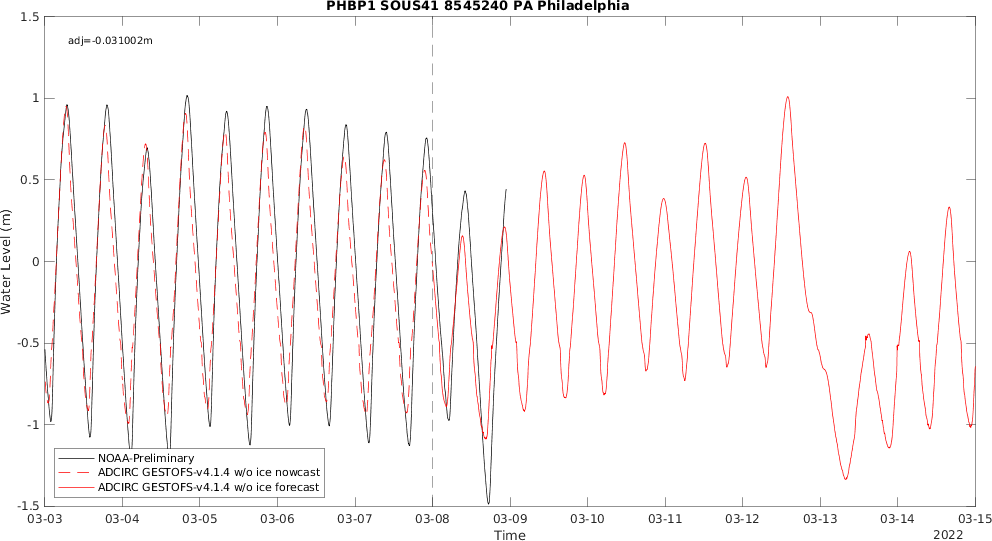 PHBP1 SOUS41 8545240 PA Philadelphia
adj=-0.031002m
1.5
1
0.5
0
-0.5
-1
-1.5
Water Level (m)
NOAA-Preliminary
ADCIRC GESTOFS-v4.1.4 w/o ice nowcast
ADCIRC GESTOFS-v4.1.4 w/o ice forecast
03-03 03-04 03-05 03-06 03-07 03-08 03-09 03-10 03-11 03-12 03-13 03-14 03-15
Time
2022